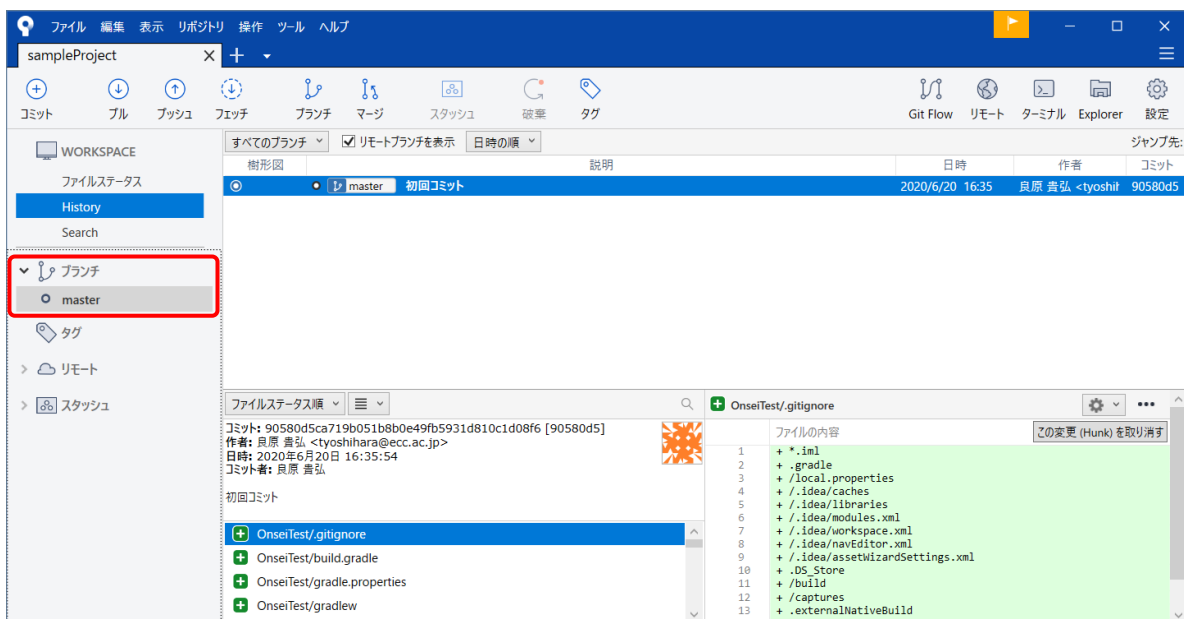 ファイル 編集 表示 リポジトリ 操作 ツール ヘルプ
sampleProject
コミット プル プッシュ フェッチ ブランチ マージ スタッシュ 破棄 タグ Git Flow リモート ターミナル Explorer 設定
WORKSPACE
ファイルステータス
History
Search
ブランチ
master
タグ
リモート
スタッシュ
すべてのブランチ リモートブランチを表示 日時の順 ジャンプ先:
樹形図 説明 日時 作者 コミット
master 初回コミット 2020/6/20 16:35 良原 貴弘 <tyoshih 90580d5
ファイルステータス順
コミット: 90580d5ca719b051b8b0e49fb5931d810c1d08f6 [90580d5]
作者: 良原 貴弘 <tyoshihara@ecc.ac.jp>
日時: 2020年6月20日 16:35:54
コミット者: 良原 貴弘
初回コミット
OnseiTest/.gitignore
OnseiTest/build.gradle
OnseiTest/gradle.properties
OnseiTest/gradlew
OnseiTest/.gitignore
ファイルの内容 この変更 (Hunk) を取り消す
1 + *.iml
2 + .gradle
3 + /local.properties
4 + /.idea/caches
5 + /.idea/libraries
6 + /.idea/modules.xml
7 + /.idea/workspace.xml
8 + /.idea/navEditor.xml
9 + /.idea/assetWizardSettings.xml
10 + .DS_Store
11 + /build
12 + /captures
13 + .externalNativeBuild